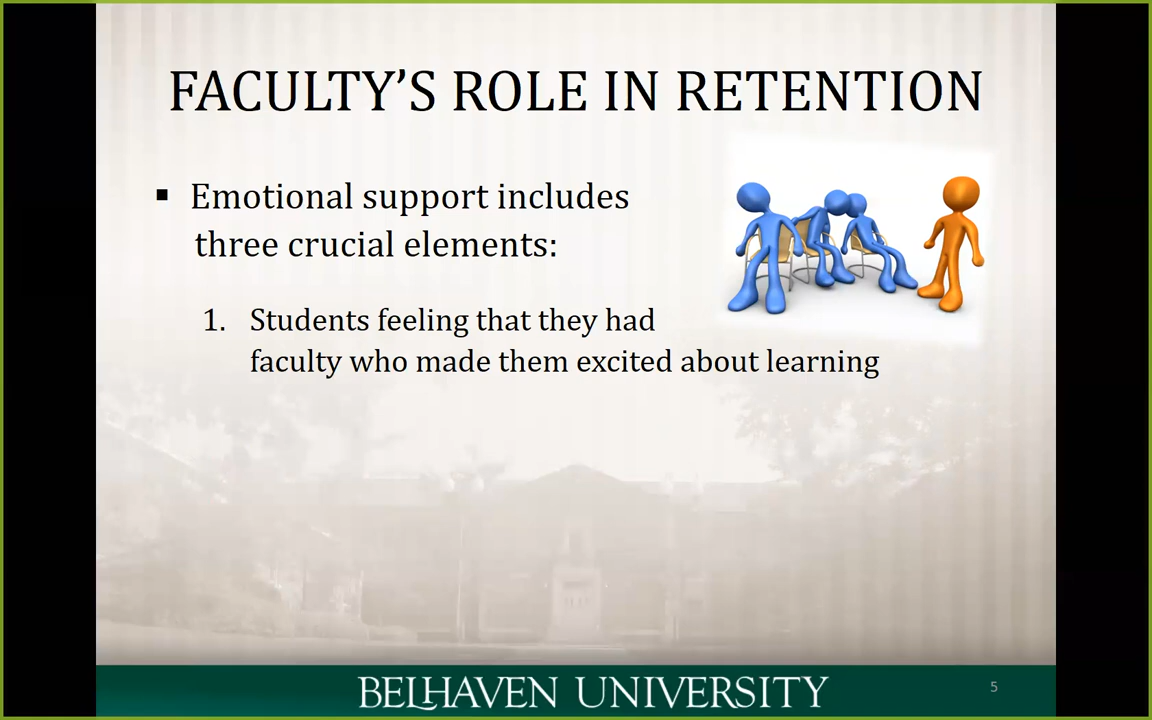 FACULTY’S ROLE IN RETENTION
▪ Emotional support includes
three crucial elements:
1. Students feeling that they had
faculty who made them excited about learning
BELHAVEN UNIVERSITY
5